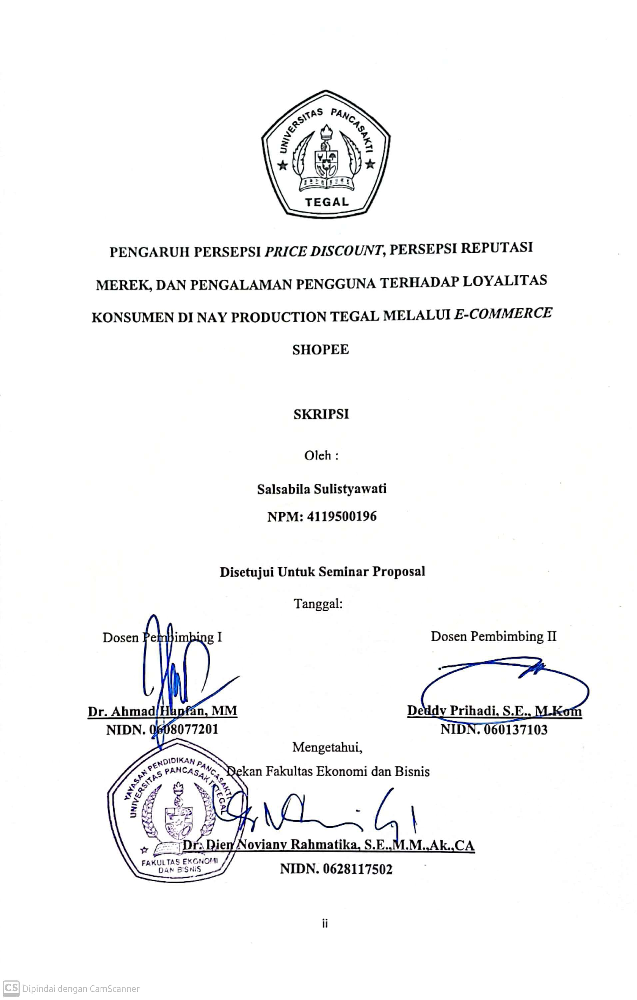 UNIVERSITAS PANCASAKTI
TEGAL
PENGARUH PERSEPSI PRICE DISCOUNT, PERSEPSI REPUTASI
MEREK, DAN PENGALAMAN PENGGUNA TERHADAP LOYALITAS
KONSUMEN DI NAY PRODUCTION TEGAL MELALUI E-COMMERCE
SHOPEE
SKRIPSI
Oleh :
Salsabila Sulistyawati
NPM: 4119500196
Disetujui Untuk Seminar Proposal
Tanggal:
Dosen Pembimbing I
Dosen Pembimbing II
Dr. Ahmad Hanfan, MM
Deddy Prihadi, S.E., M.Kom
NIDN. 0608077201
NIDN. 060137103
Mengetahui,
Dekan Fakultas Ekonomi dan Bisnis
YAYASAN PENDIDIKAN PANCASAKTI
UNIVERSITAS PANCASAKTI TEGAL
Dr. Dien Noviany Rahmatika, S.E.,M.M.,Ak.,CA
FAKULTAS EKONOMI
DAN BISNIS
NIDN. 0628117502
ii
CS Dipindai dengan CamScanner